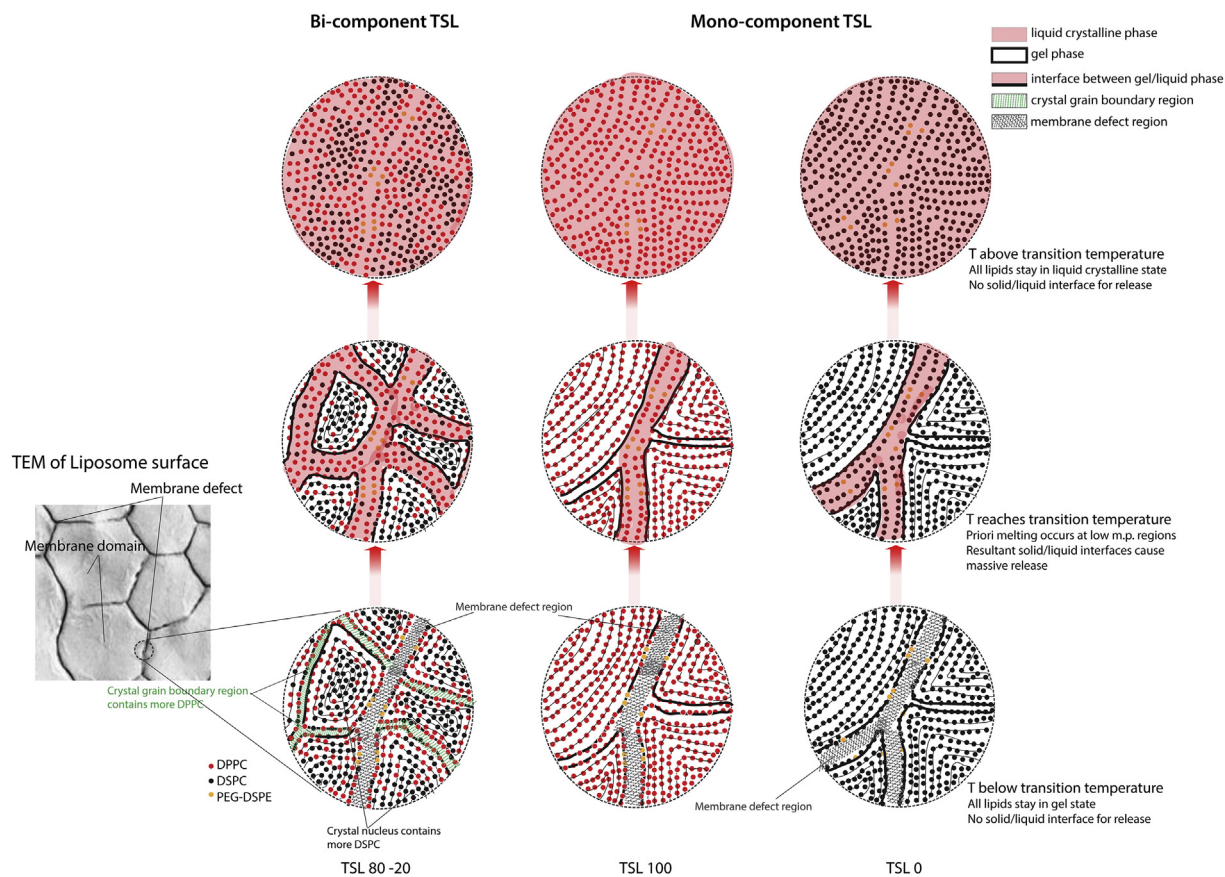 Bi-component TSL
Mono-component TSL
liquid crystalline phase
gel phase
interface between gel/liquid phase
crystal grain boundary region
membrane defect region
T above transition temperature
All lipids stay in liquid crystalline state
No solid/liquid interface for release
TEM of Liposome surface
Membrane defect
Membrane domain
T reaches transition temperature
Priori melting occurs at low m.p. regions
Resultant solid/liquid interfaces cause
massive release
Membrane defect region
Crystal grain boundary region
contains more DPPC
DPPC
DSPC
PEG-DSPE
Membrane defect region
T below transition temperature
All lipids stay in gel state
No solid/liquid interface for release
Crystal nucleus contains
more DSPC
TSL 80 -20
TSL 100
TSL 0